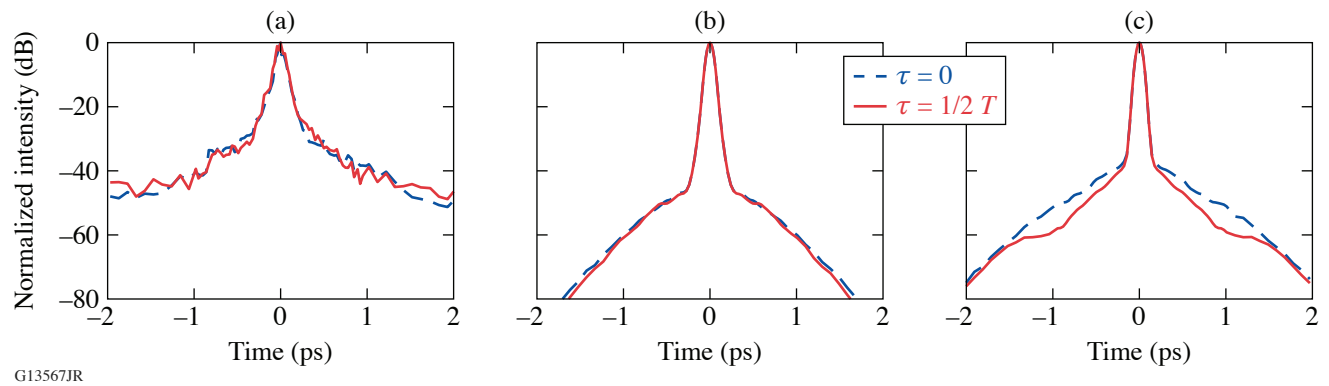 (a) (b) (c)
Normalized intensity (dB)
0
–20
–40
–60
–80
τ = 0
τ = 1/2 T
–2 –1 0 1 2
–2 –1 0 1 2
–2 –1 0 1 2
Time (ps) Time (ps) Time (ps)
G13567JR